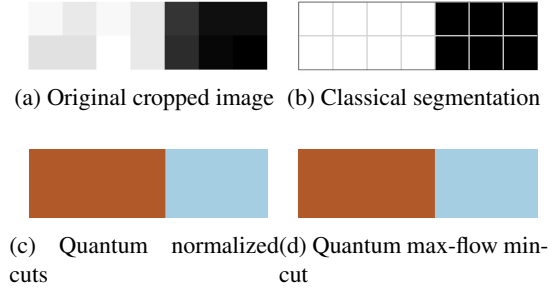 (a) Original cropped image (b) Classical segmentation
(c) Quantum normalized cuts
(d) Quantum max-flow min-cut